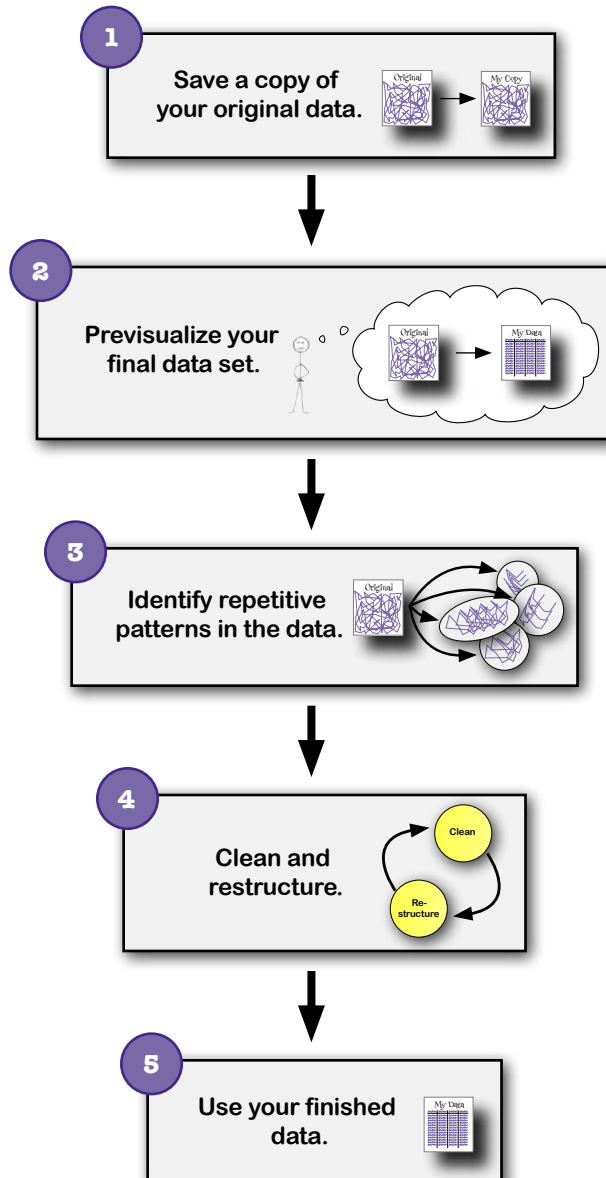 1
Save a copy of
your original data.
Original
My Copy
2
Previsualize your
final data set.
Original
My Data
3
Identify repetitive
patterns in the data.
Original
4
Clean and
restructure.
Clean
Re-
structure
5
Use your finished
data.
My Data